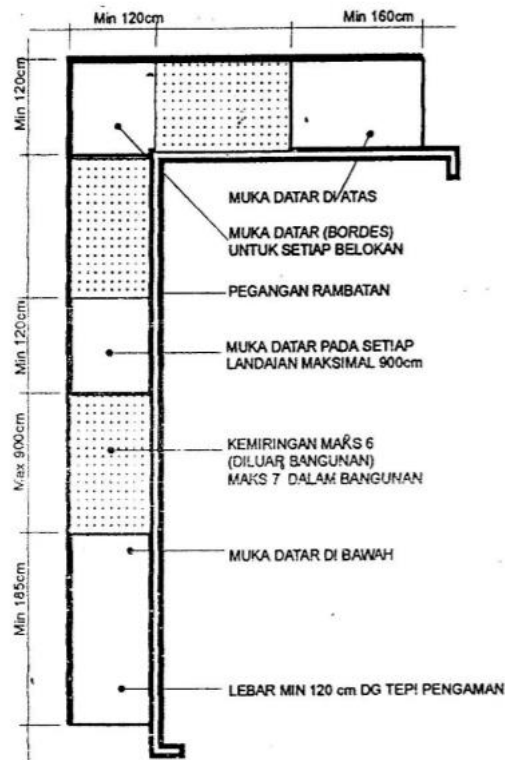 Min 120cm
Min 160cm
Min 120cm
MUKA DATAR DI ATAS
MUKA DATAR (BORDES)
UNTUK SETIAP BELOKAN
PEGANGAN RAMBATAN
Min 120cm
MUKA DATAR PADA SETIAP
LANDAIAN MAKSIMAL 900cm
Max 900cm
KEMIRINGAN MAKS 6
(DILUAR BANGUNAN)
MAKS 7 DALAM BANGUNAN
MUKA DATAR DI BAWAH
Min 185cm
LEBAR MIN 120 cm DG TEPI PENGAMAN